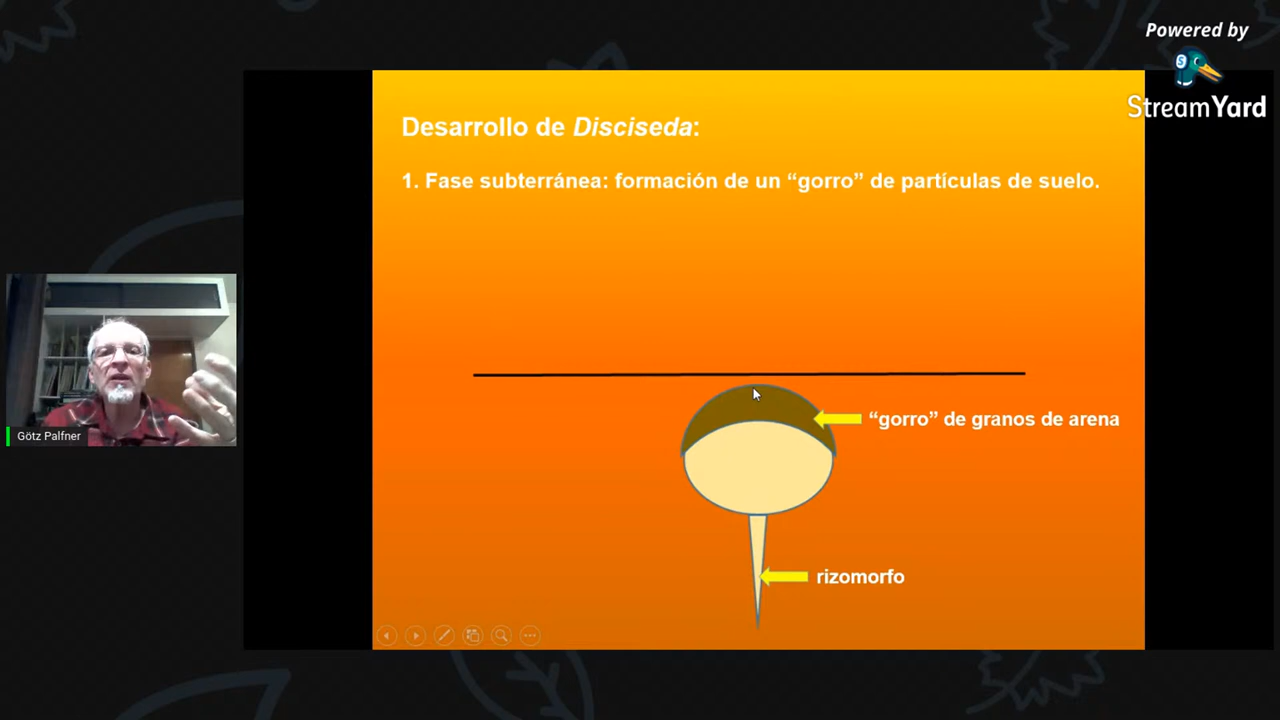 Powered by
StreamYard
Desarrollo de Disciseda:
1. Fase subterránea: formación de un “gorro” de partículas de suelo.
“gorro” de granos de arena
Götz Palfner
rizomorfo